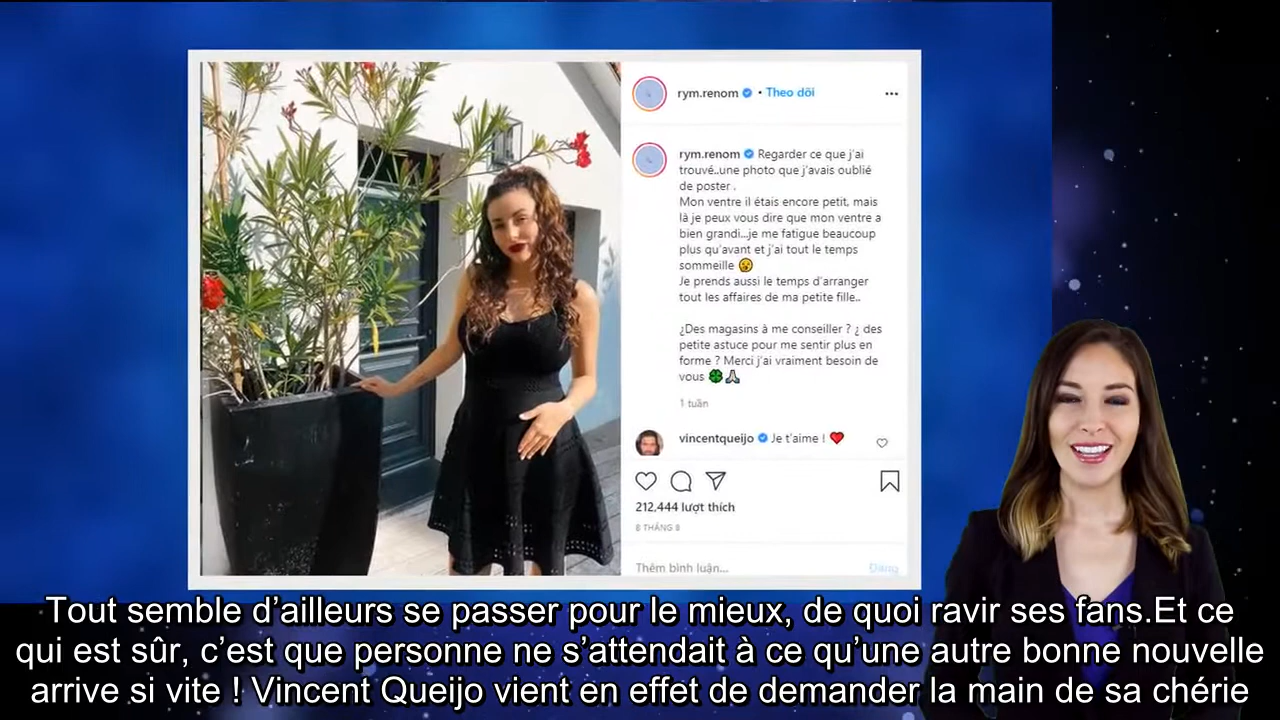 rym.renom • Theo dõi
rym.renom Regarder ce que j'ai
trouvé..une photo que j'avais oublié
de poster .
Mon ventre il étais encore petit, mais
là je peux vous dire que mon ventre a
bien grandi...je me fatigue beaucoup
plus qu'avant et j'ai tout le temps
sommeille 😪
Je prends aussi le temps d'arranger
tout les affaires de ma petite fille..
¿Des magasins à me conseiller ? ¿ des
petite astuce pour me sentir plus en
forme ? Merci j'ai vraiment besoin de
vous 🍀🙏
1 tuần
vincentqueijo Je t'aime ! ❤️
212.444 lượt thích
8 THÁNG 8
Thêm bình luận... Đăng
Tout semble d’ailleurs se passer pour le mieux, de quoi ravir ses fans.Et ce
qui est sûr, c’est que personne ne s’attendait à ce qu’une autre bonne nouvelle
arrive si vite ! Vincent Queijo vient en effet de demander la main de sa chérie